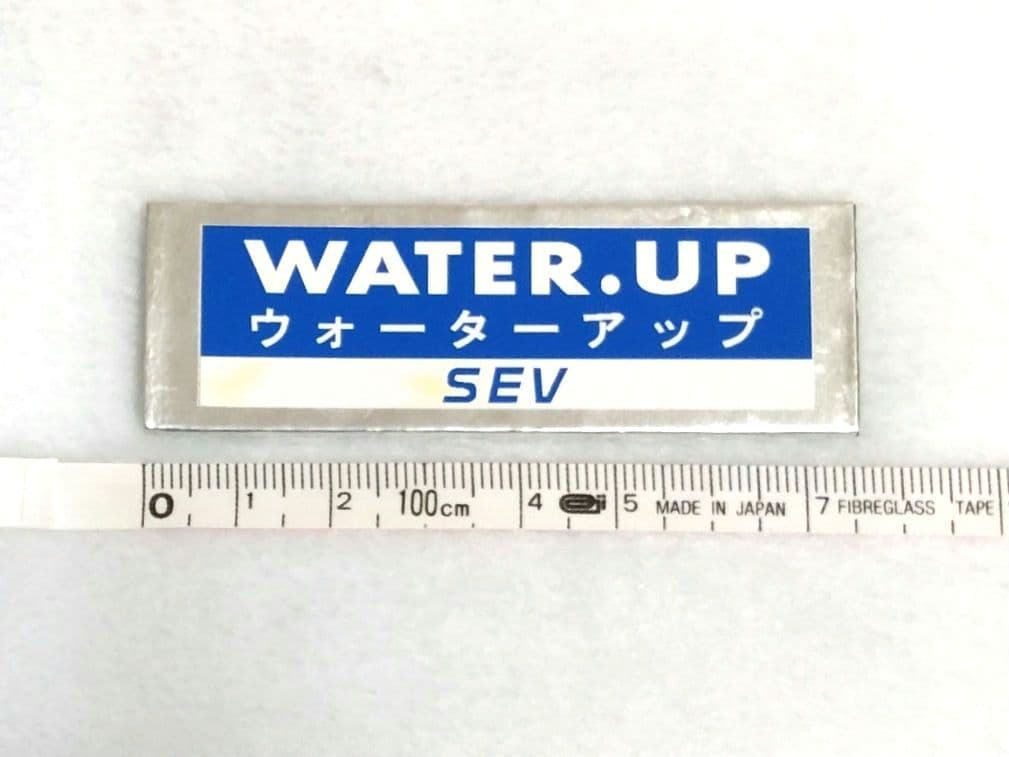 WATER.UP
ウォーターアップ
SEV
0 1 2 100cm 4 5 MADE IN JAPAN 7 FIBREGLASS TAPE